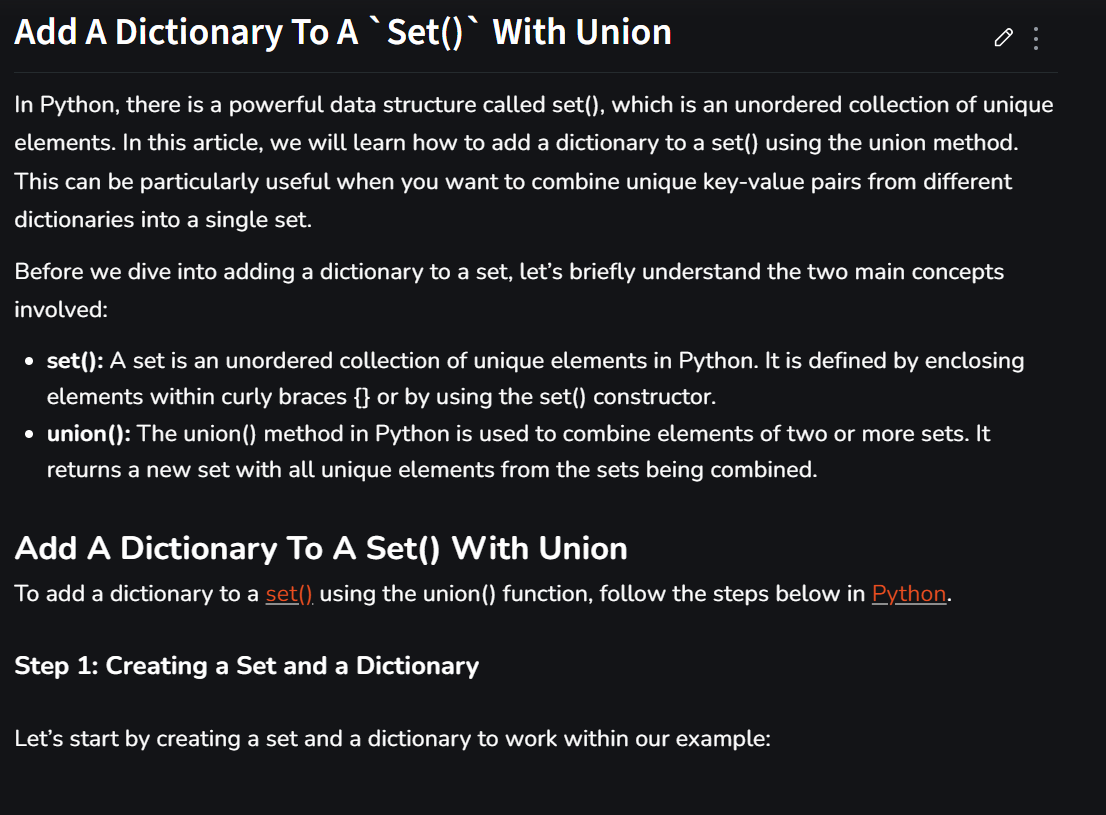 Add A Dictionary To A `Set()` With Union
In Python, there is a powerful data structure called set(), which is an unordered collection of unique
elements. In this article, we will learn how to add a dictionary to a set() using the union method.
This can be particularly useful when you want to combine unique key-value pairs from different
dictionaries into a single set.
Before we dive into adding a dictionary to a set, let’s briefly understand the two main concepts
involved:
• set(): A set is an unordered collection of unique elements in Python. It is defined by enclosing
elements within curly braces {} or by using the set() constructor.
• union(): The union() method in Python is used to combine elements of two or more sets. It
returns a new set with all unique elements from the sets being combined.
Add A Dictionary To A Set() With Union
To add a dictionary to a set() using the union() function, follow the steps below in Python.
Step 1: Creating a Set and a Dictionary
Let’s start by creating a set and a dictionary to work within our example: